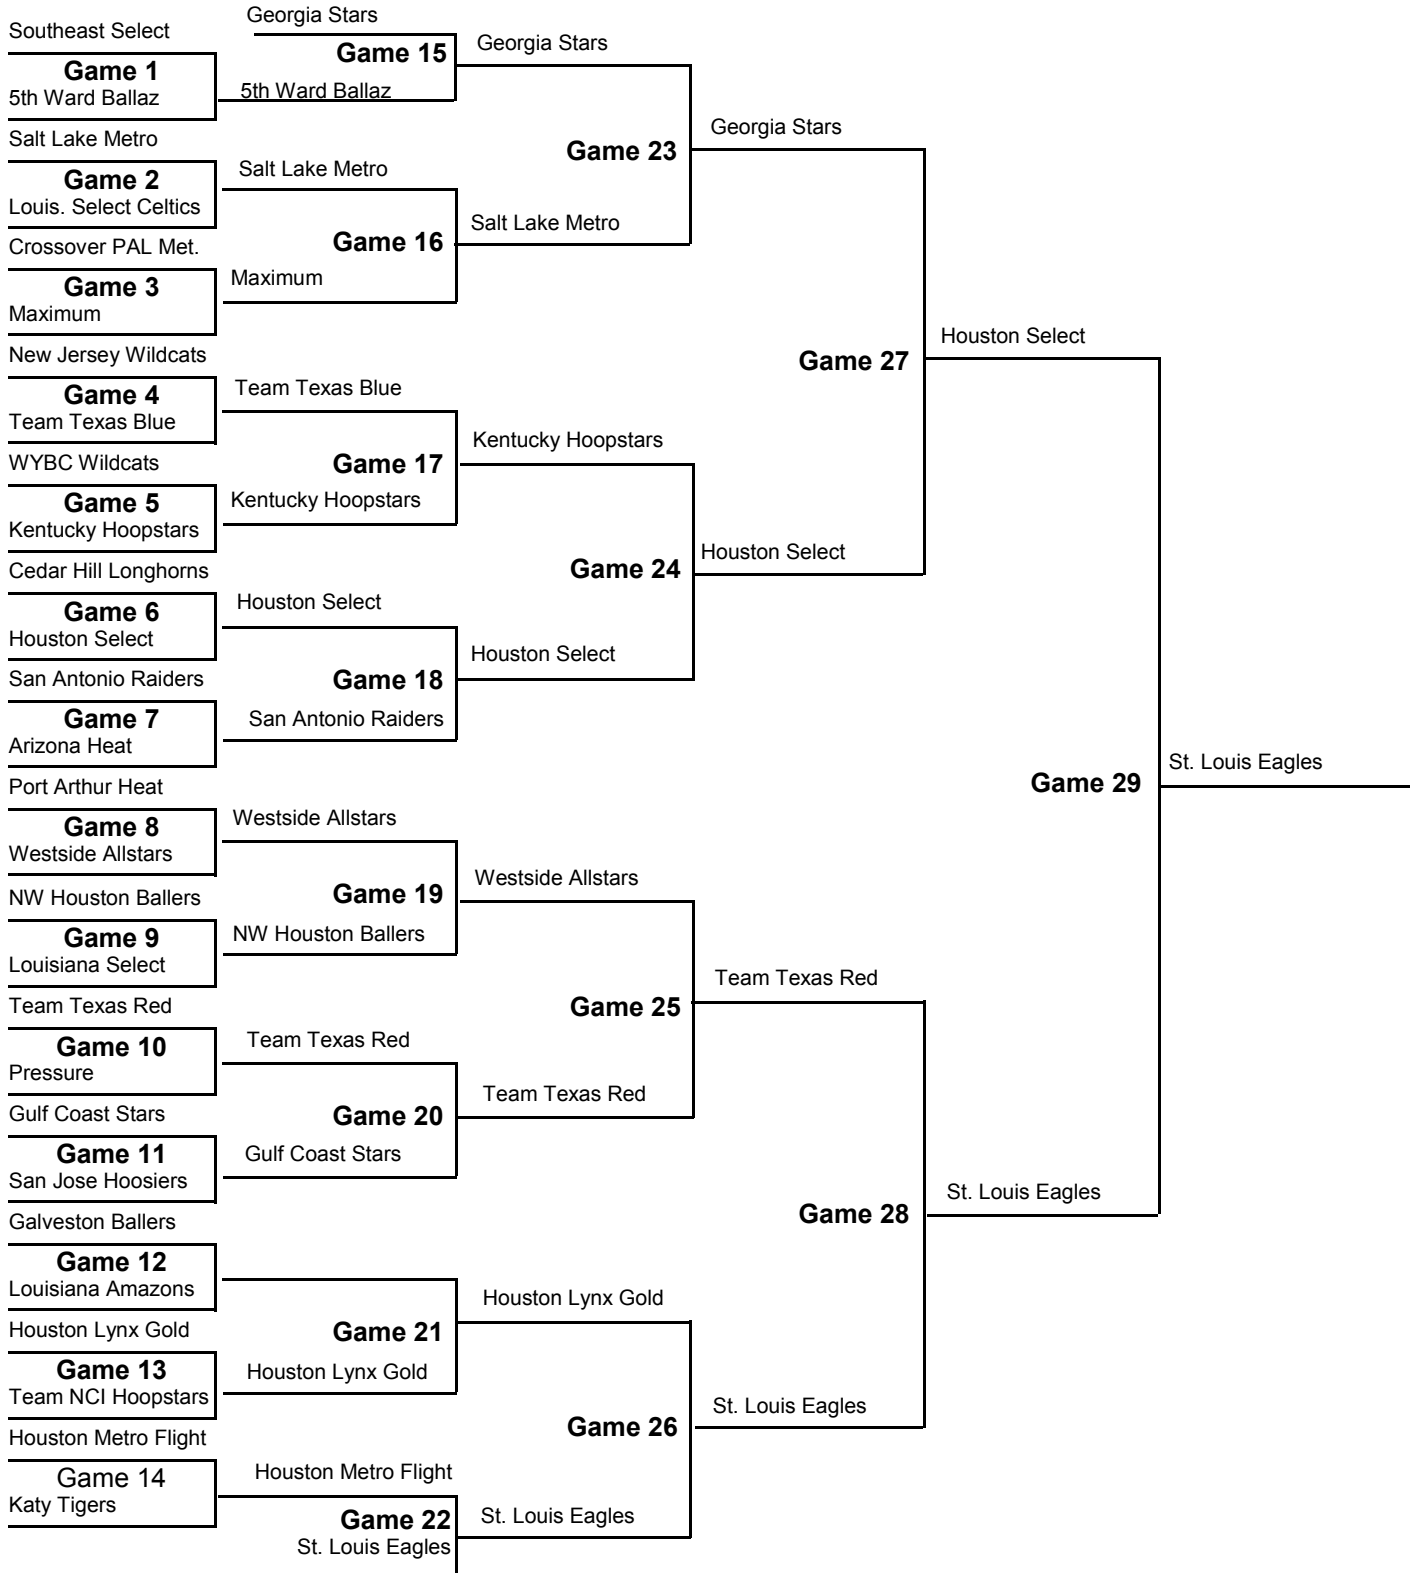 Southeast Select
Game 1
5th Ward Ballaz
Salt Lake Metro
Game 2
Louis. Select Celtics
Crossover PAL Met.
Game 3
Maximum
New Jersey Wildcats
Game 4
Team Texas Blue
WYBC Wildcats
Game 5
Kentucky Hoopstars
Cedar Hill Longhorns
Game 6
Houston Select
San Antonio Raiders
Game 7
Arizona Heat
Port Arthur Heat
Game 8
Westside Allstars
NW Houston Ballers
Game 9
Louisiana Select
Team Texas Red
Game 10
Pressure
Gulf Coast Stars
Game 11
San Jose Hoosiers
Galveston Ballers
Game 12
Louisiana Amazons
Houston Lynx Gold
Game 13
Team NCI Hoopstars
Houston Metro Flight
Game 14
Katy Tigers
Georgia Stars
Game 15
5th Ward Ballaz
Salt Lake Metro
Game 16
Maximum
Team Texas Blue
Game 17
Kentucky Hoopstars
Houston Select
Game 18
San Antonio Raiders
Westside Allstars
Game 19
NW Houston Ballers
Team Texas Red
Game 20
Gulf Coast Stars
Game 21
Houston Lynx Gold
Houston Metro Flight
Game 22
St. Louis Eagles
Georgia Stars
Game 23
Salt Lake Metro
Kentucky Hoopstars
Game 24
Houston Select
Westside Allstars
Game 25
Team Texas Red
Houston Lynx Gold
Game 26
St. Louis Eagles
Georgia Stars
Game 27
Houston Select
Team Texas Red
Game 28
St. Louis Eagles
Houston Select
Game 29
St. Louis Eagles
St. Louis Eagles